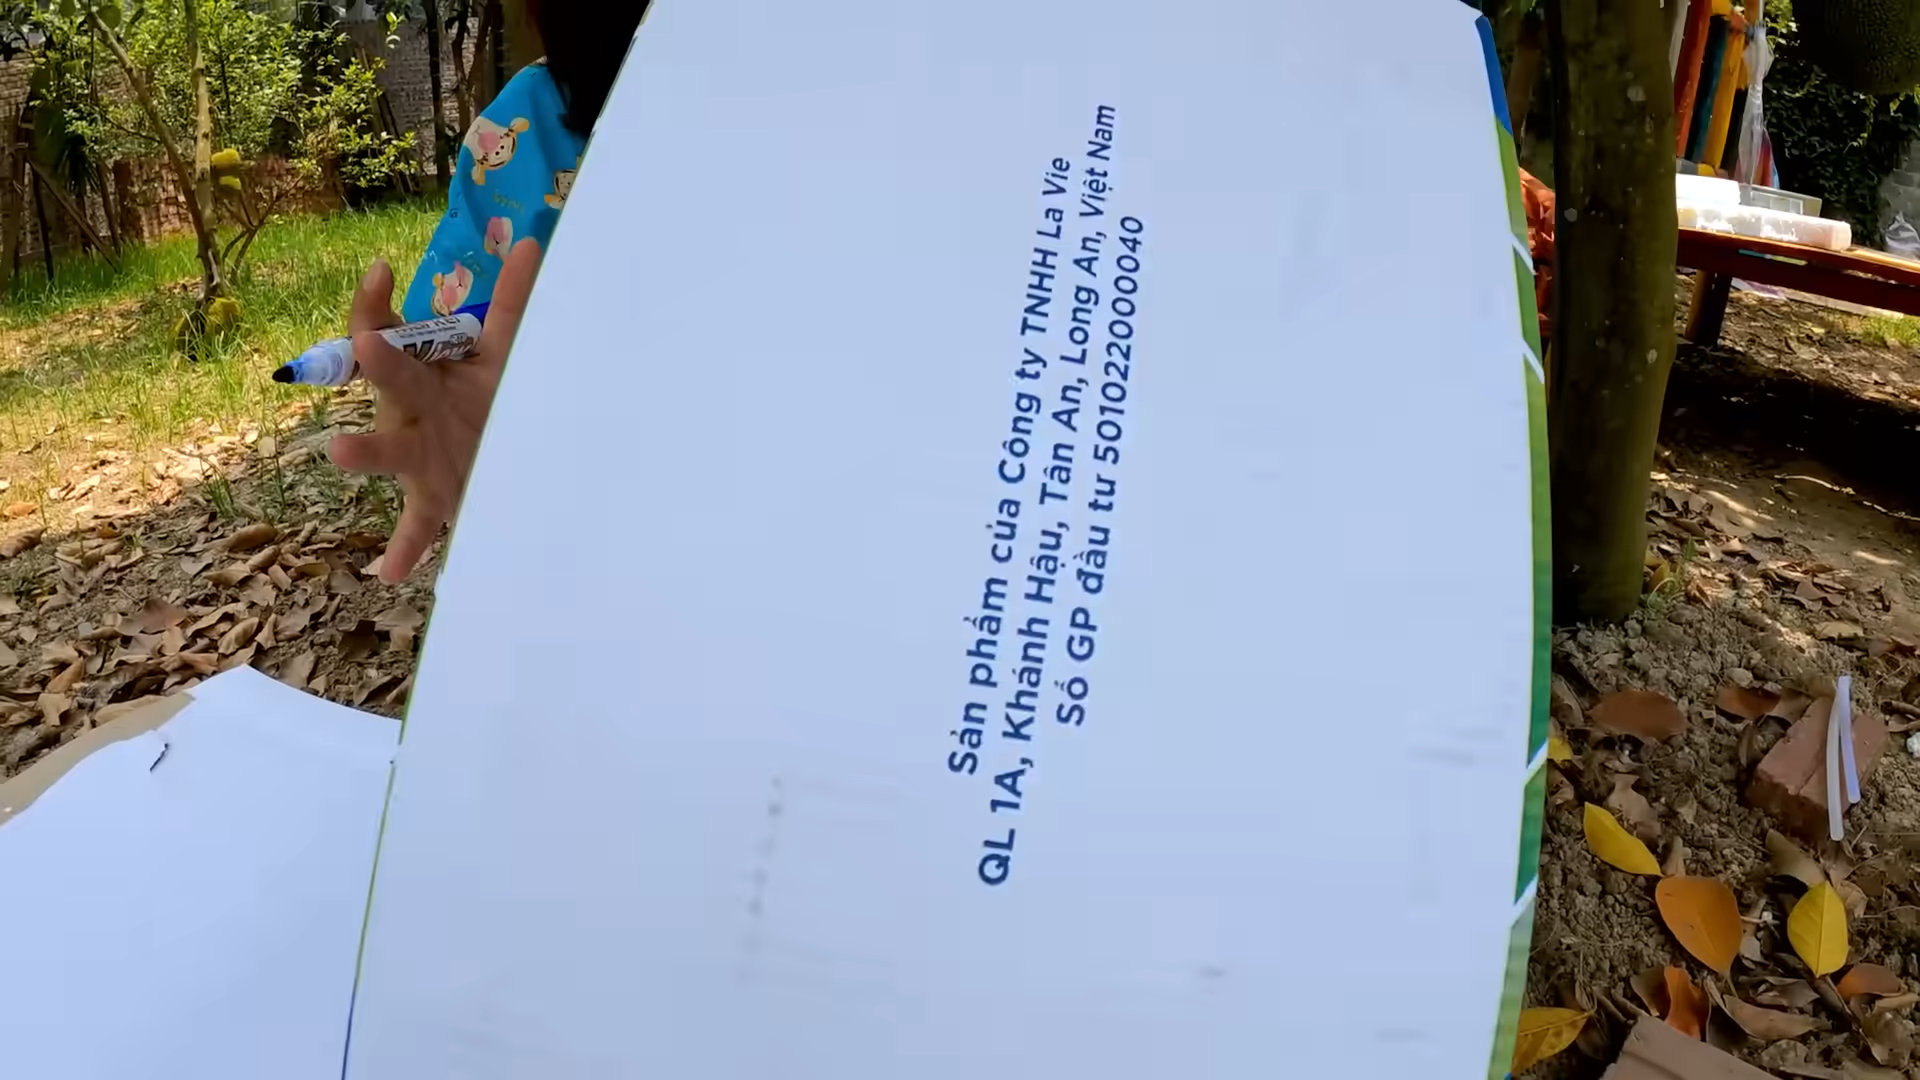 Sản phẩm của Công ty TNHH La Vie
QL 1A, Khánh Hậu, Tân An, Long An, Việt Nam
Số GP đầu tư 501022000040